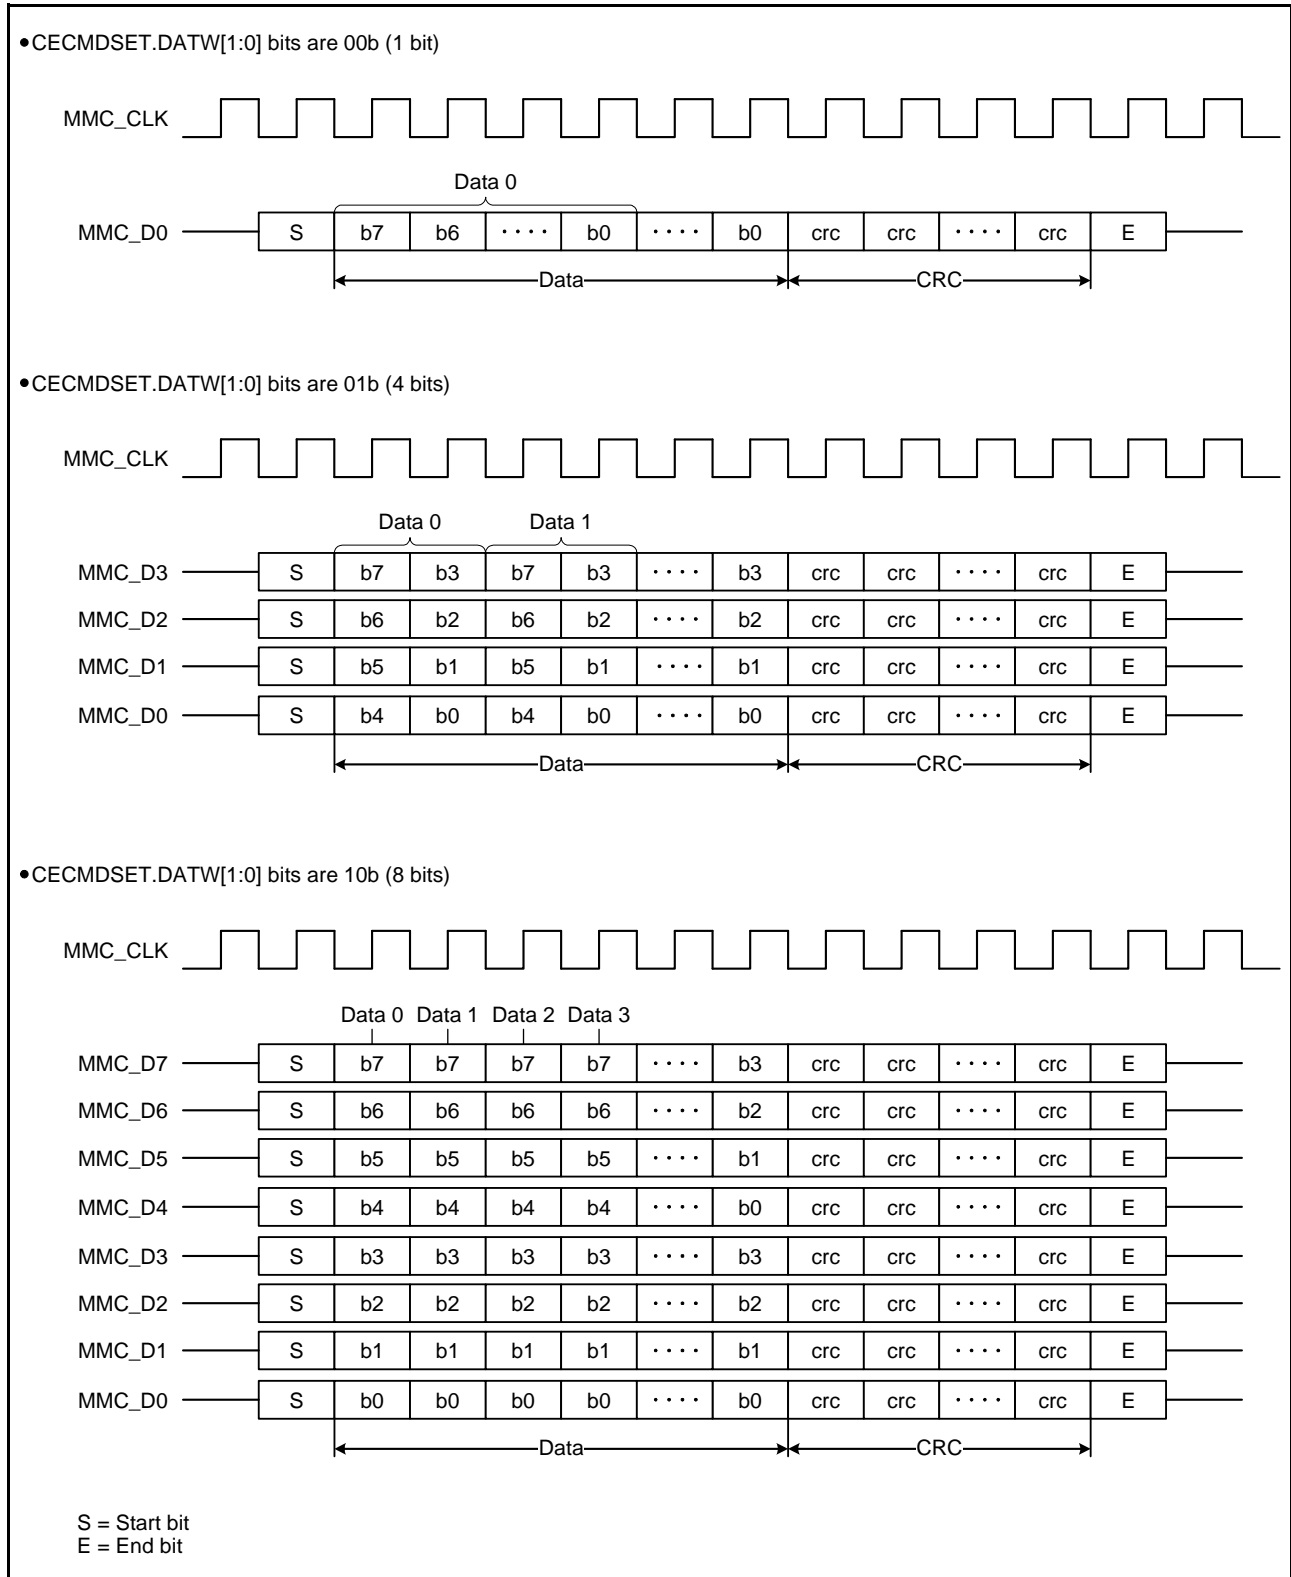 •CECMDSET.DATW[1:0] bits are 00b (1 bit)
MMC_CLK
Data 0
MMC_D0 S b7 b6 ···· b0 ···· b0 crc crc ···· crc E
Data CRC
•CECMDSET.DATW[1:0] bits are 01b (4 bits)
MMC_CLK
Data 0 Data 1
MMC_D3 S b7 b3 b7 b3 ···· b3 crc crc ···· crc E
MMC_D2 S b6 b2 b6 b2 ···· b2 crc crc ···· crc E
MMC_D1 S b5 b1 b5 b1 ···· b1 crc crc ···· crc E
MMC_D0 S b4 b0 b4 b0 ···· b0 crc crc ···· crc E
Data CRC
•CECMDSET.DATW[1:0] bits are 10b (8 bits)
MMC_CLK
Data 0 Data 1 Data 2 Data 3
MMC_D7 S b7 b7 b7 b7 ···· b3 crc crc ···· crc E
MMC_D6 S b6 b6 b6 b6 ···· b2 crc crc ···· crc E
MMC_D5 S b5 b5 b5 b5 ···· b1 crc crc ···· crc E
MMC_D4 S b4 b4 b4 b4 ···· b0 crc crc ···· crc E
MMC_D3 S b3 b3 b3 b3 ···· b3 crc crc ···· crc E
MMC_D2 S b2 b2 b2 b2 ···· b2 crc crc ···· crc E
MMC_D1 S b1 b1 b1 b1 ···· b1 crc crc ···· crc E
MMC_D0 S b0 b0 b0 b0 ···· b0 crc crc ···· crc E
Data CRC
S = Start bit
E = End bit